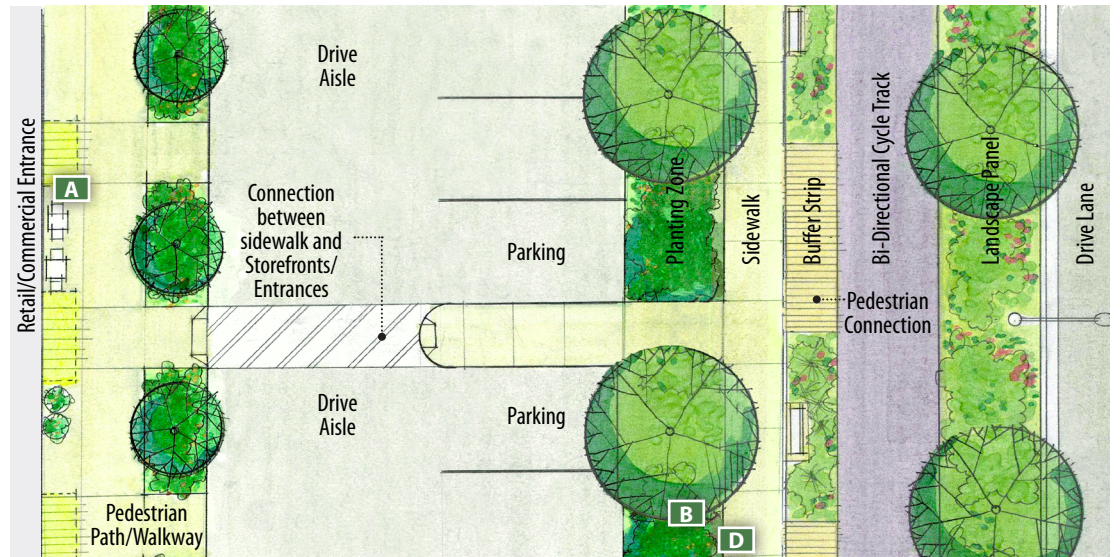 Retail/Commercial Entrance
A
Pedestrian
Path/Walkway
Drive
Aisle
Connection
between
sidewalk and
Storefronts/
Entrances
Drive
Aisle
Parking
Parking
Planting Zone
B
D
Sidewalk
Buffer Strip
Pedestrian
Connection
Bi-Directional Cycle Track
Landscape Panel
Drive Lane